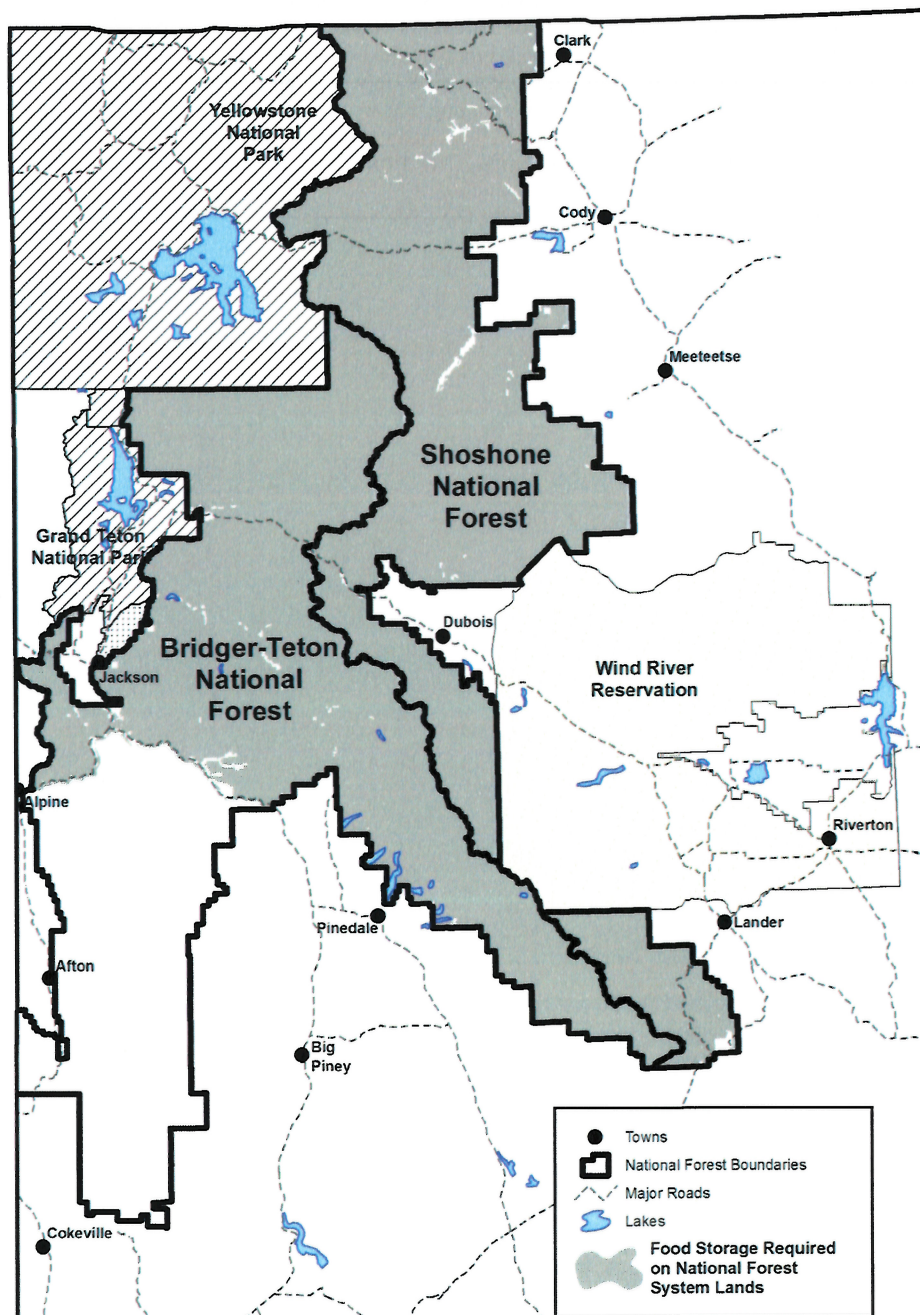 Clark
Yellowstone
National
Park
Cody
Meeteetse
Shoshone
National
Forest
Grand Teton
National Park
Dubois
Bridger-Teton
National
Forest
Jackson
Wind River
Reservation
Alpine
Riverton
Pinedale
Lander
Afton
Big
Piney
Cokeville
Towns
National Forest Boundaries
Major Roads
Lakes
Food Storage Required
on National Forest
System Lands